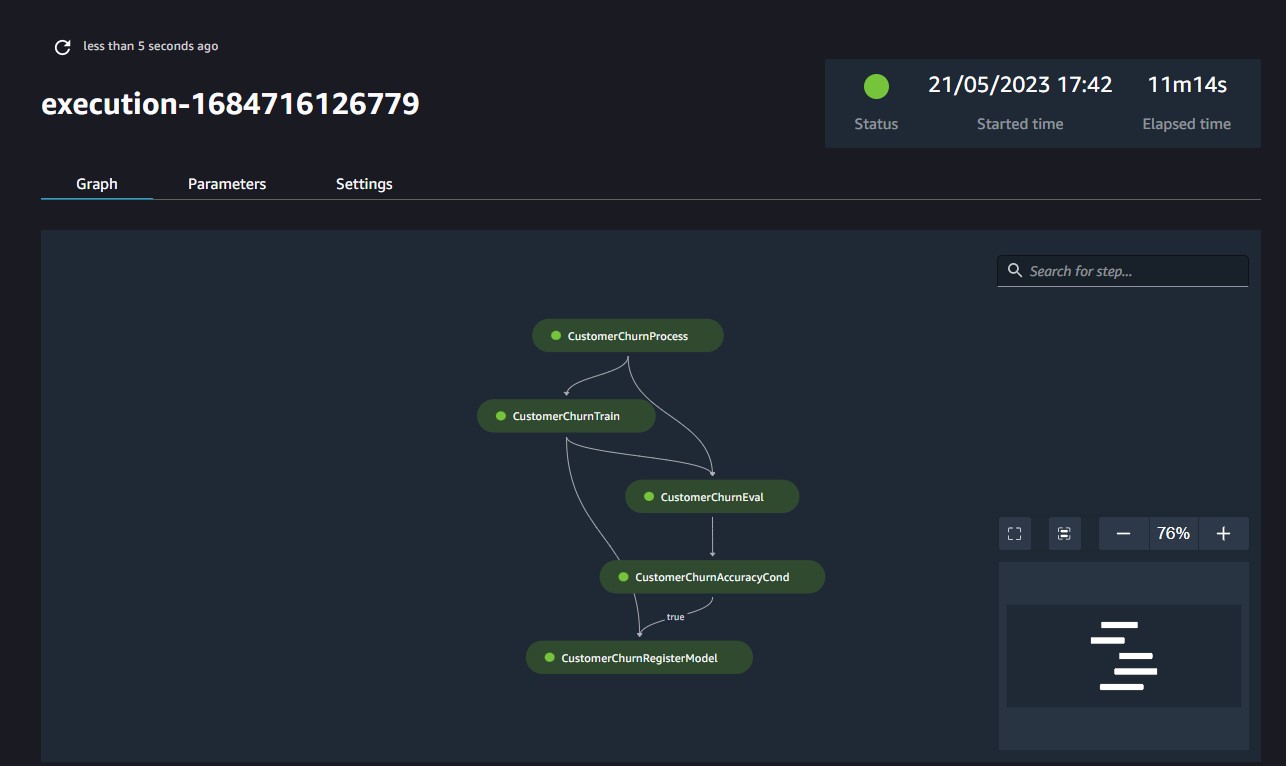 less than 5 seconds ago
execution-1684716126779
21/05/2023 17:42 11m14s
Status Started time Elapsed time
Graph Parameters Settings
Search for step...
CustomerChurnProcess
CustomerChurnTrain
CustomerChurnEval
76%
CustomerChurnAccuracyCond
true
CustomerChurnRegisterModel